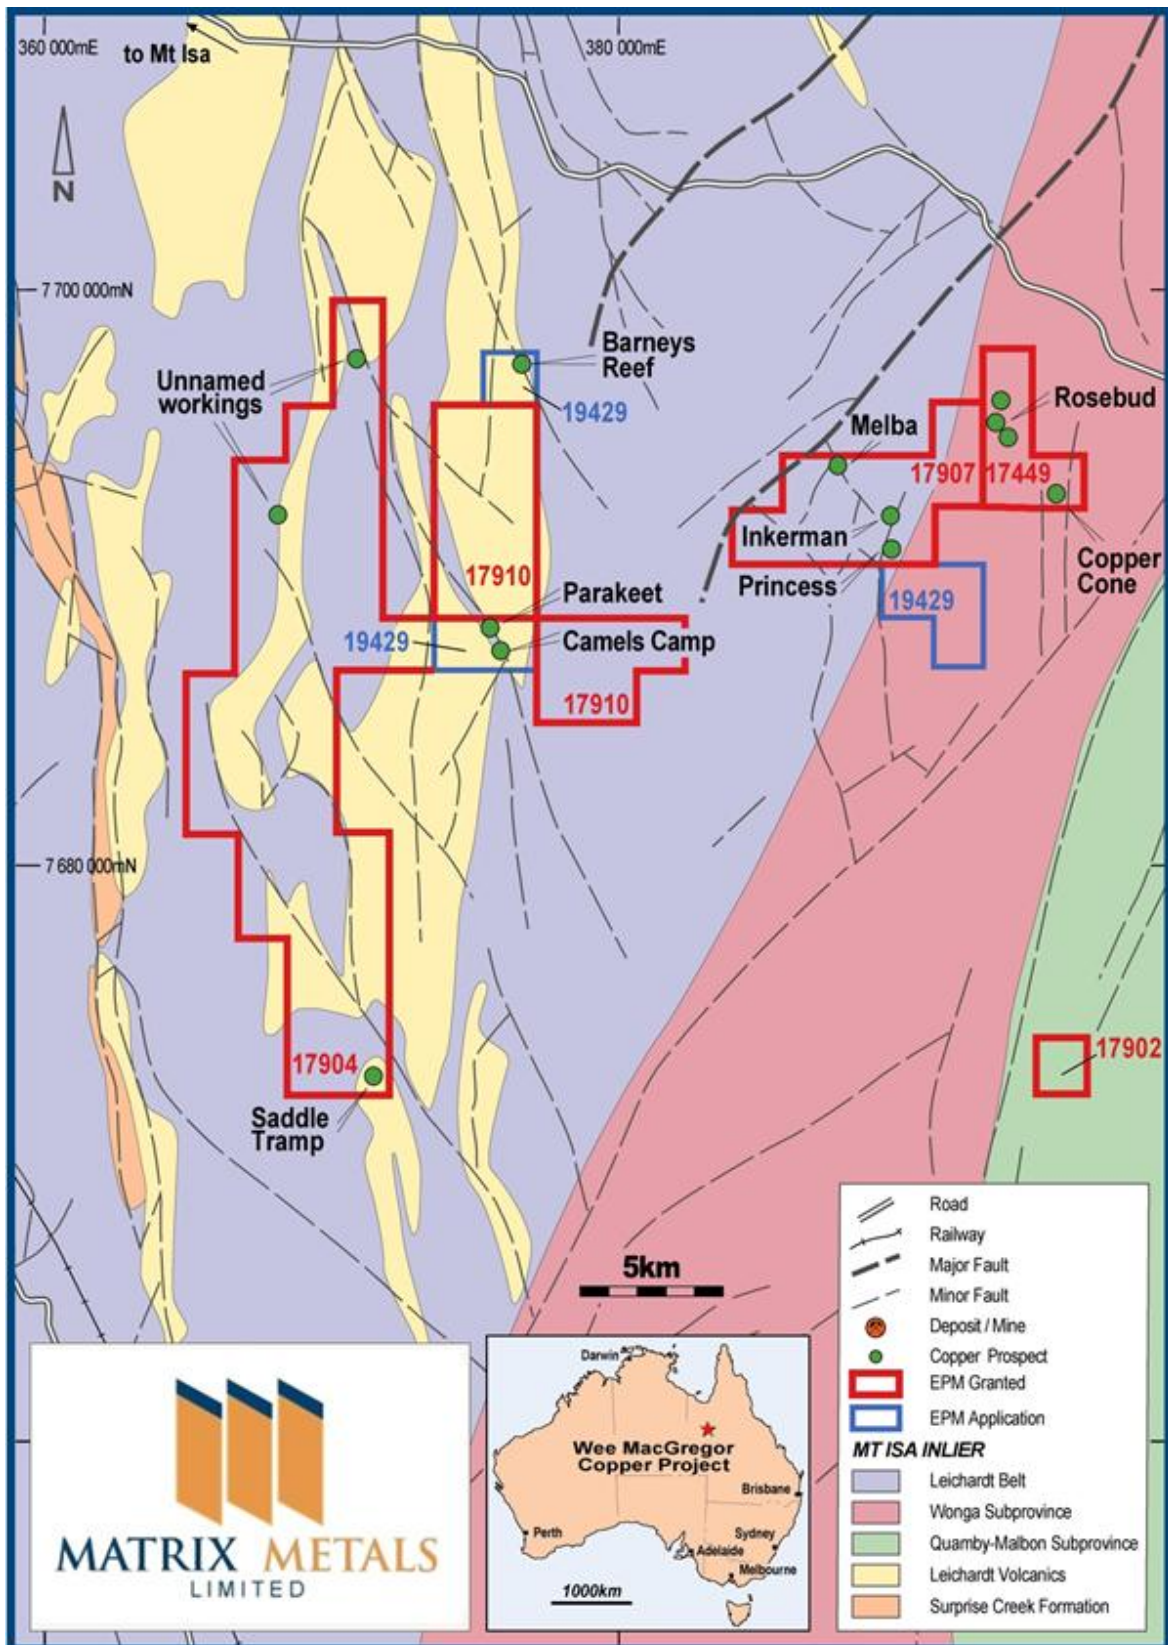 360 000mE
to Mt Isa
380 000mE
N
7 700 000mN
Barneys
Reef
Unnamed
workings
19429
Rosebud
Melba
17907
17449
Inkerman
Copper
Cone
17910
Princess
Parakeet
19429
19429
Camels Camp
17910
7 680 000mN
17902
17904
Saddle
Tramp
5km
Road
Railway
Major Fault
Minor Fault
Deposit / Mine
Copper Prospect
EPM Granted
EPM Application
MT ISA INLIER
Leichardt Belt
Wonga Subprovince
Quamby-Malbon Subprovince
Leichardt Volcanics
Surprise Creek Formation
Darwin
Wee MacGregor
Copper Project
Brisbane
Perth
Sydney
Adelaide
Melbourne
1000km
MATRIX METALS
LIMITED